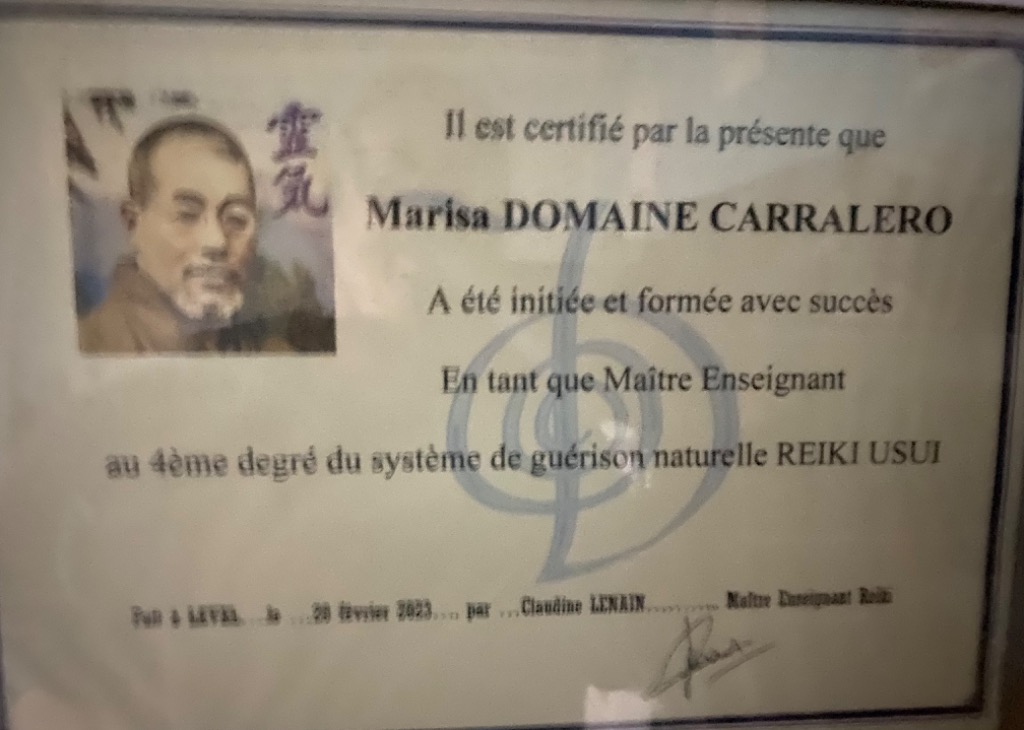 靈氣
Il est certifié par la présente que
Marisa DOMAINE CARRALERO
A été initiée et formée avec succès
En tant que Maître Enseignant
au 4ème degré du système de guérison naturelle REIKI USUI
Fait à LEVAL....le ....20 février 2023.... par ....Claudine LENAIN........... Maître Enseignant Reiki